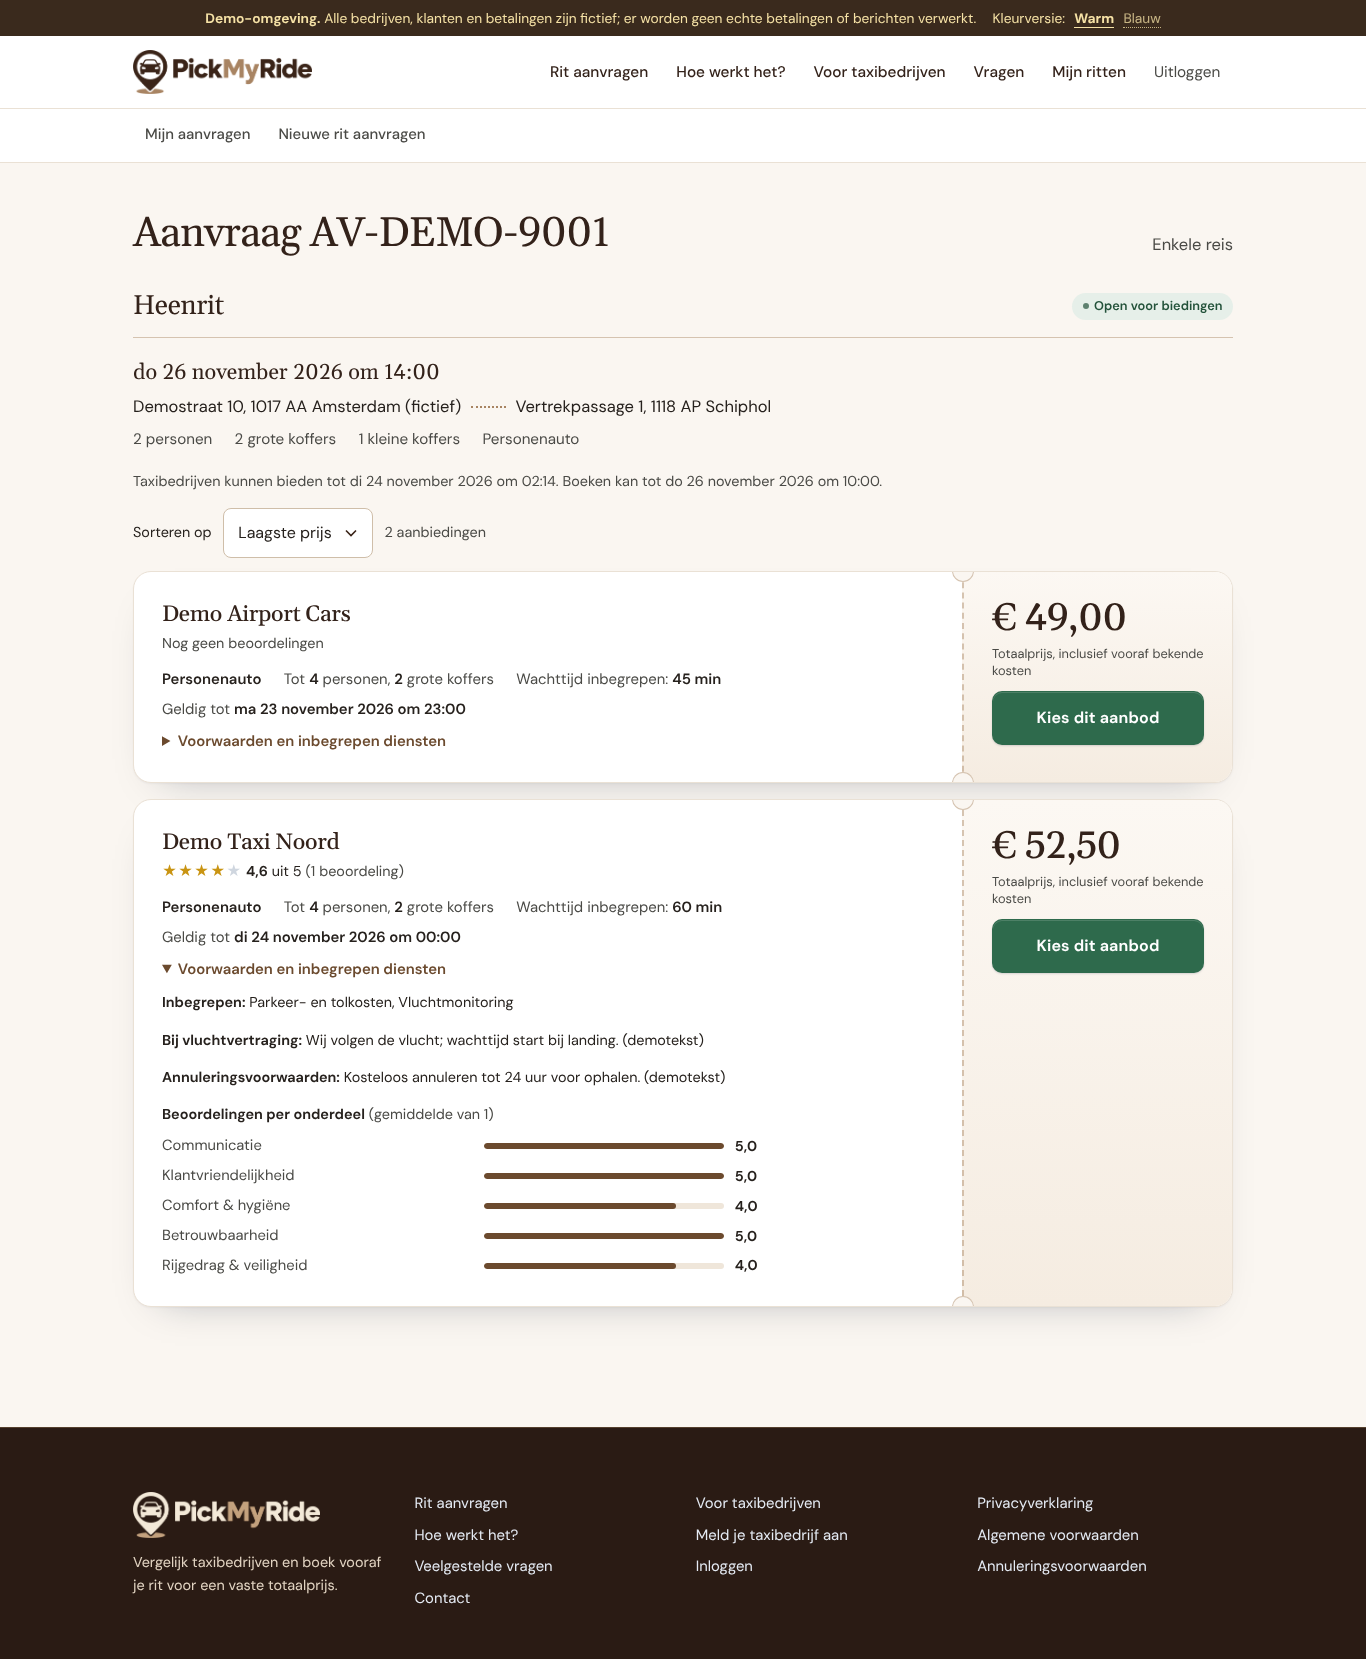 Demo-omgeving. Alle bedrijven, klanten en betalingen zijn fictief; er worden geen echte betalingen of berichten verwerkt. Kleurversie: Warm Blauw
PickMyRide
Rit aanvragen Hoe werkt het? Voor taxibedrijven Vragen Mijn ritten Uitloggen
Mijn aanvragen Nieuwe rit aanvragen
Aanvraag AV-DEMO-9001
Enkele reis
Heenrit
Open voor biedingen
do 26 november 2026 om 14:00
Demostraat 10, 1017 AA Amsterdam (fictief) Vertrekpassage 1, 1118 AP Schiphol
2 personen 2 grote koffers 1 kleine koffers Personenauto
Taxibedrijven kunnen bieden tot di 24 november 2026 om 02:14. Boeken kan tot do 26 november 2026 om 10:00.
Sorteren op Laagste prijs 2 aanbiedingen
Demo Airport Cars
Nog geen beoordelingen
Personenauto Tot 4 personen, 2 grote koffers Wachttijd inbegrepen: 45 min
Geldig tot ma 23 november 2026 om 23:00
Voorwaarden en inbegrepen diensten
€ 49,00
Totaalprijs, inclusief vooraf bekende
kosten
Kies dit aanbod
Demo Taxi Noord
★★★★★ 4,6 uit 5 (1 beoordeling)
Personenauto Tot 4 personen, 2 grote koffers Wachttijd inbegrepen: 60 min
Geldig tot di 24 november 2026 om 00:00
Voorwaarden en inbegrepen diensten
Inbegrepen: Parkeer- en tolkosten, Vluchtmonitoring
Bij vluchtvertraging: Wij volgen de vlucht; wachttijd start bij landing. (demotekst)
Annuleringsvoorwaarden: Kosteloos annuleren tot 24 uur voor ophalen. (demotekst)
Beoordelingen per onderdeel (gemiddelde van 1)
Communicatie 5,0
Klantvriendelijkheid 5,0
Comfort & hygiëne 4,0
Betrouwbaarheid 5,0
Rijgedrag & veiligheid 4,0
€ 52,50
Totaalprijs, inclusief vooraf bekende
kosten
Kies dit aanbod
PickMyRide
Vergelijk taxibedrijven en boek vooraf
je rit voor een vaste totaalprijs.
Rit aanvragen
Hoe werkt het?
Veelgestelde vragen
Contact
Voor taxibedrijven
Meld je taxibedrijf aan
Inloggen
Privacyverklaring
Algemene voorwaarden
Annuleringsvoorwaarden